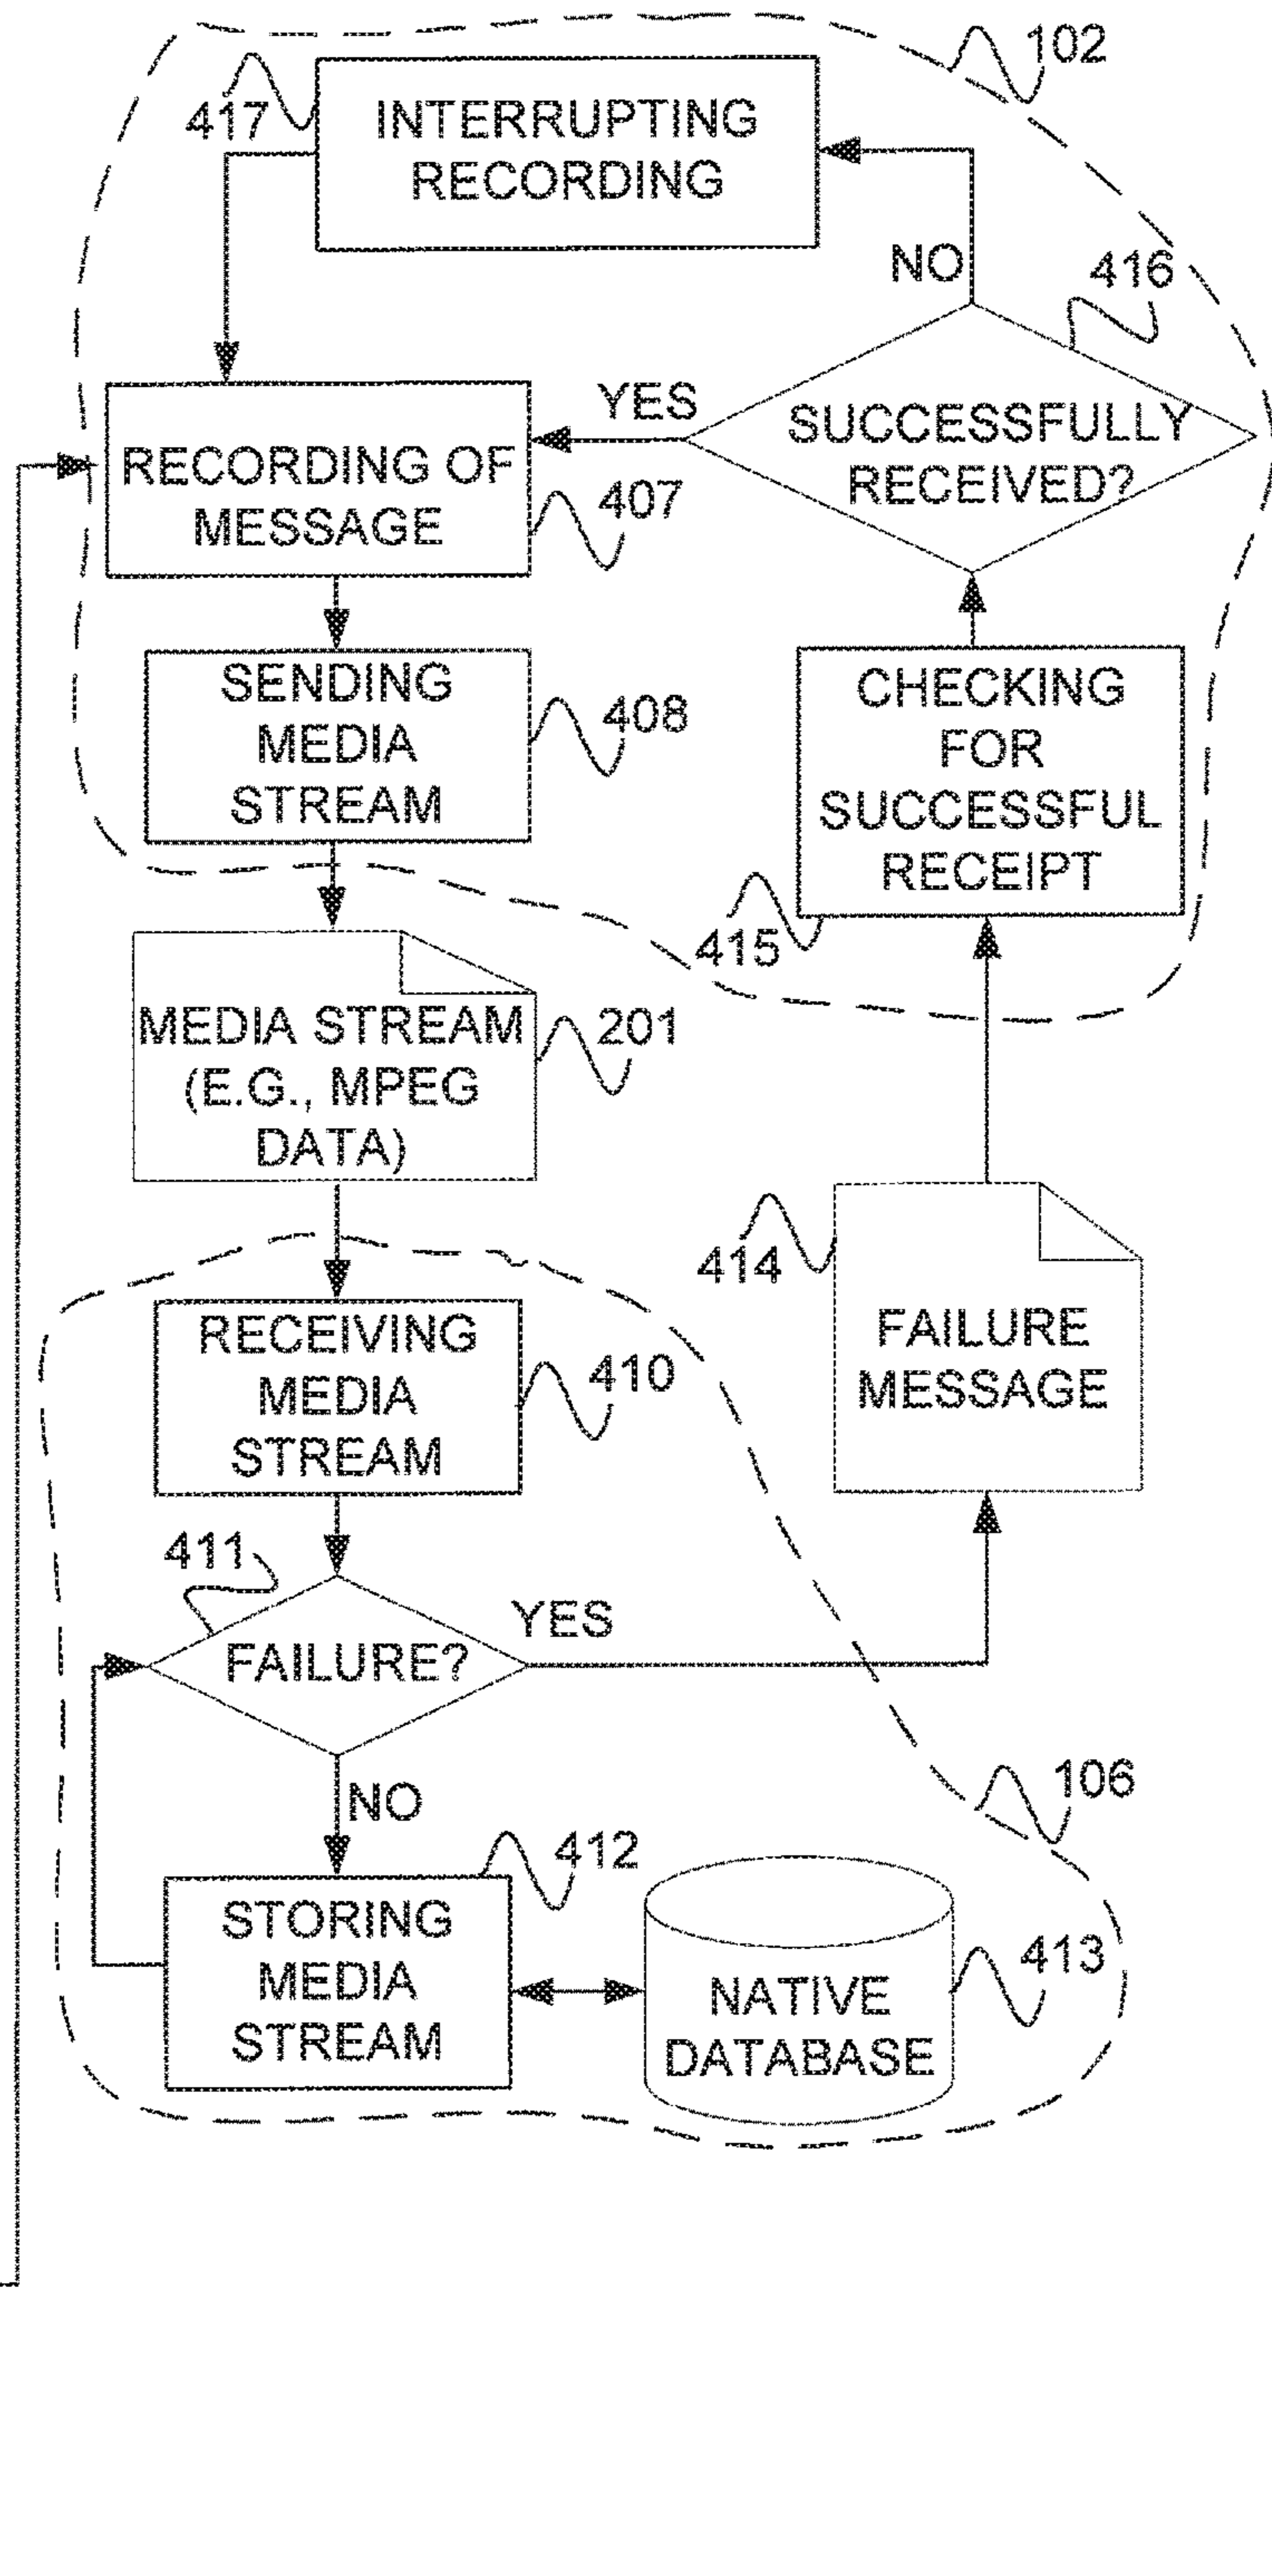 102
417
INTERRUPTING
RECORDING
NO
416
YES
SUCCESSFULLY
RECEIVED?
RECORDING OF
MESSAGE
407
SENDING
MEDIA
STREAM
408
CHECKING
FOR
SUCCESSFUL
RECEIPT
415
MEDIA STREAM
(E.G., MPEG
DATA)
201
414
FAILURE
MESSAGE
RECEIVING
MEDIA
STREAM
410
411
FAILURE?
YES
NO
106
412
STORING
MEDIA
STREAM
NATIVE
DATABASE
413